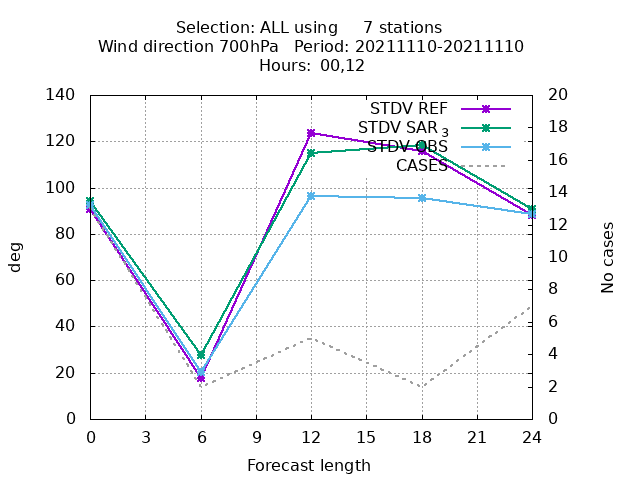 Selection: ALL using 7 stations
Wind direction 700hPa Period: 20211110-20211110
Hours: 00,12
STDV REF
STDV SAR 3
STDV OBS
CASES
140
120
100
80
60
40
20
0
20
18
16
14
12
10
8
6
4
2
0
deg
No cases
0 3 6 9 12 15 18 21 24
Forecast length